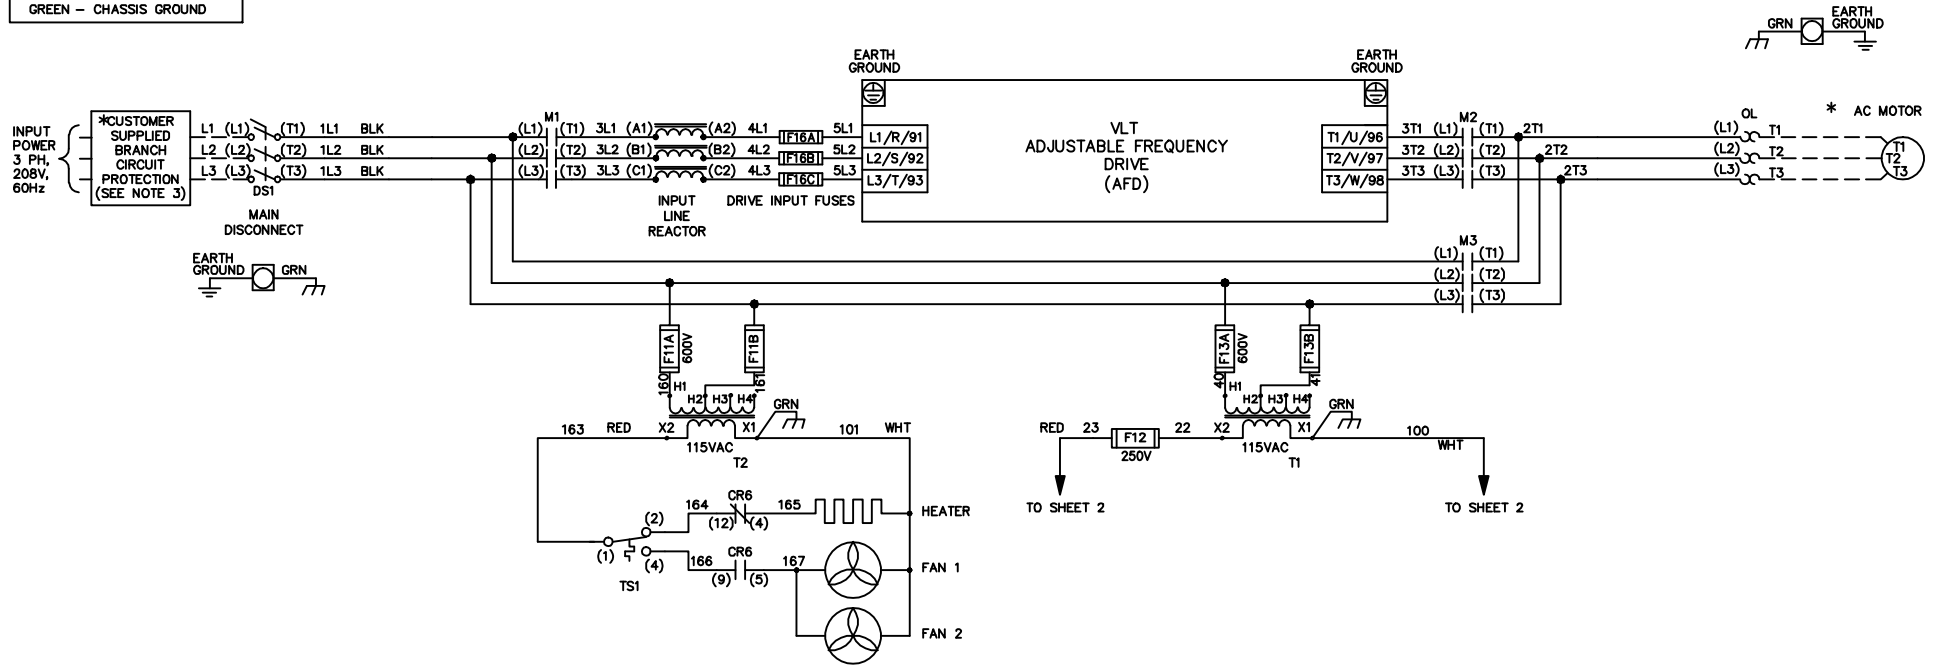 GREEN – CHASSIS GROUND
GRN
EARTH
GROUND
INPUT
POWER
3 PH,
208V,
60Hz
*CUSTOMER
SUPPLIED
BRANCH
CIRCUIT
PROTECTION
(SEE NOTE 3)
L1 (L1) (T1) 1L1 BLK
L2 (L2) (T2) 1L2 BLK
L3 (L3) (T3) 1L3 BLK
DS1
MAIN
DISCONNECT
EARTH
GROUND
GRN
M1
(L1) (T1) 3L1 (A1) (A2) 4L1 F16A 5L1
(L2) (T2) 3L2 (B1) (B2) 4L2 F16B 5L2
(L3) (T3) 3L3 (C1) (C2) 4L3 F16C 5L3
INPUT
LINE
REACTOR
DRIVE INPUT FUSES
EARTH
GROUND
EARTH
GROUND
L1/R/91
L2/S/92
L3/T/93
VLT
ADJUSTABLE FREQUENCY
DRIVE
(AFD)
T1/U/96
T2/V/97
T3/W/98
M2
3T1 (L1) (T1) 2T1
3T2 (L2) (T2) 2T2
3T3 (L3) (T3) 2T3
M3
(L1) (T1)
(L2) (T2)
(L3) (T3)
OL
(L1) T1
(L2) T2
(L3) T3
* AC MOTOR
T1
T2
T3
F11A
600V
F11B
160
161
H1
H2 H3 H4
GRN
163 RED X2 X1 101 WHT
115VAC
T2
F13A
600V
F13B
40
41
H1
H2 H3 H4
GRN
RED 23 F12 22 X2 X1 100
WHT
250V
115VAC
T1
TO SHEET 2
TO SHEET 2
CR6
164 165
(2) (12) (4)
HEATER
(1)
(4)
TS1
CR6
166 167
(9) (5)
FAN 1
FAN 2